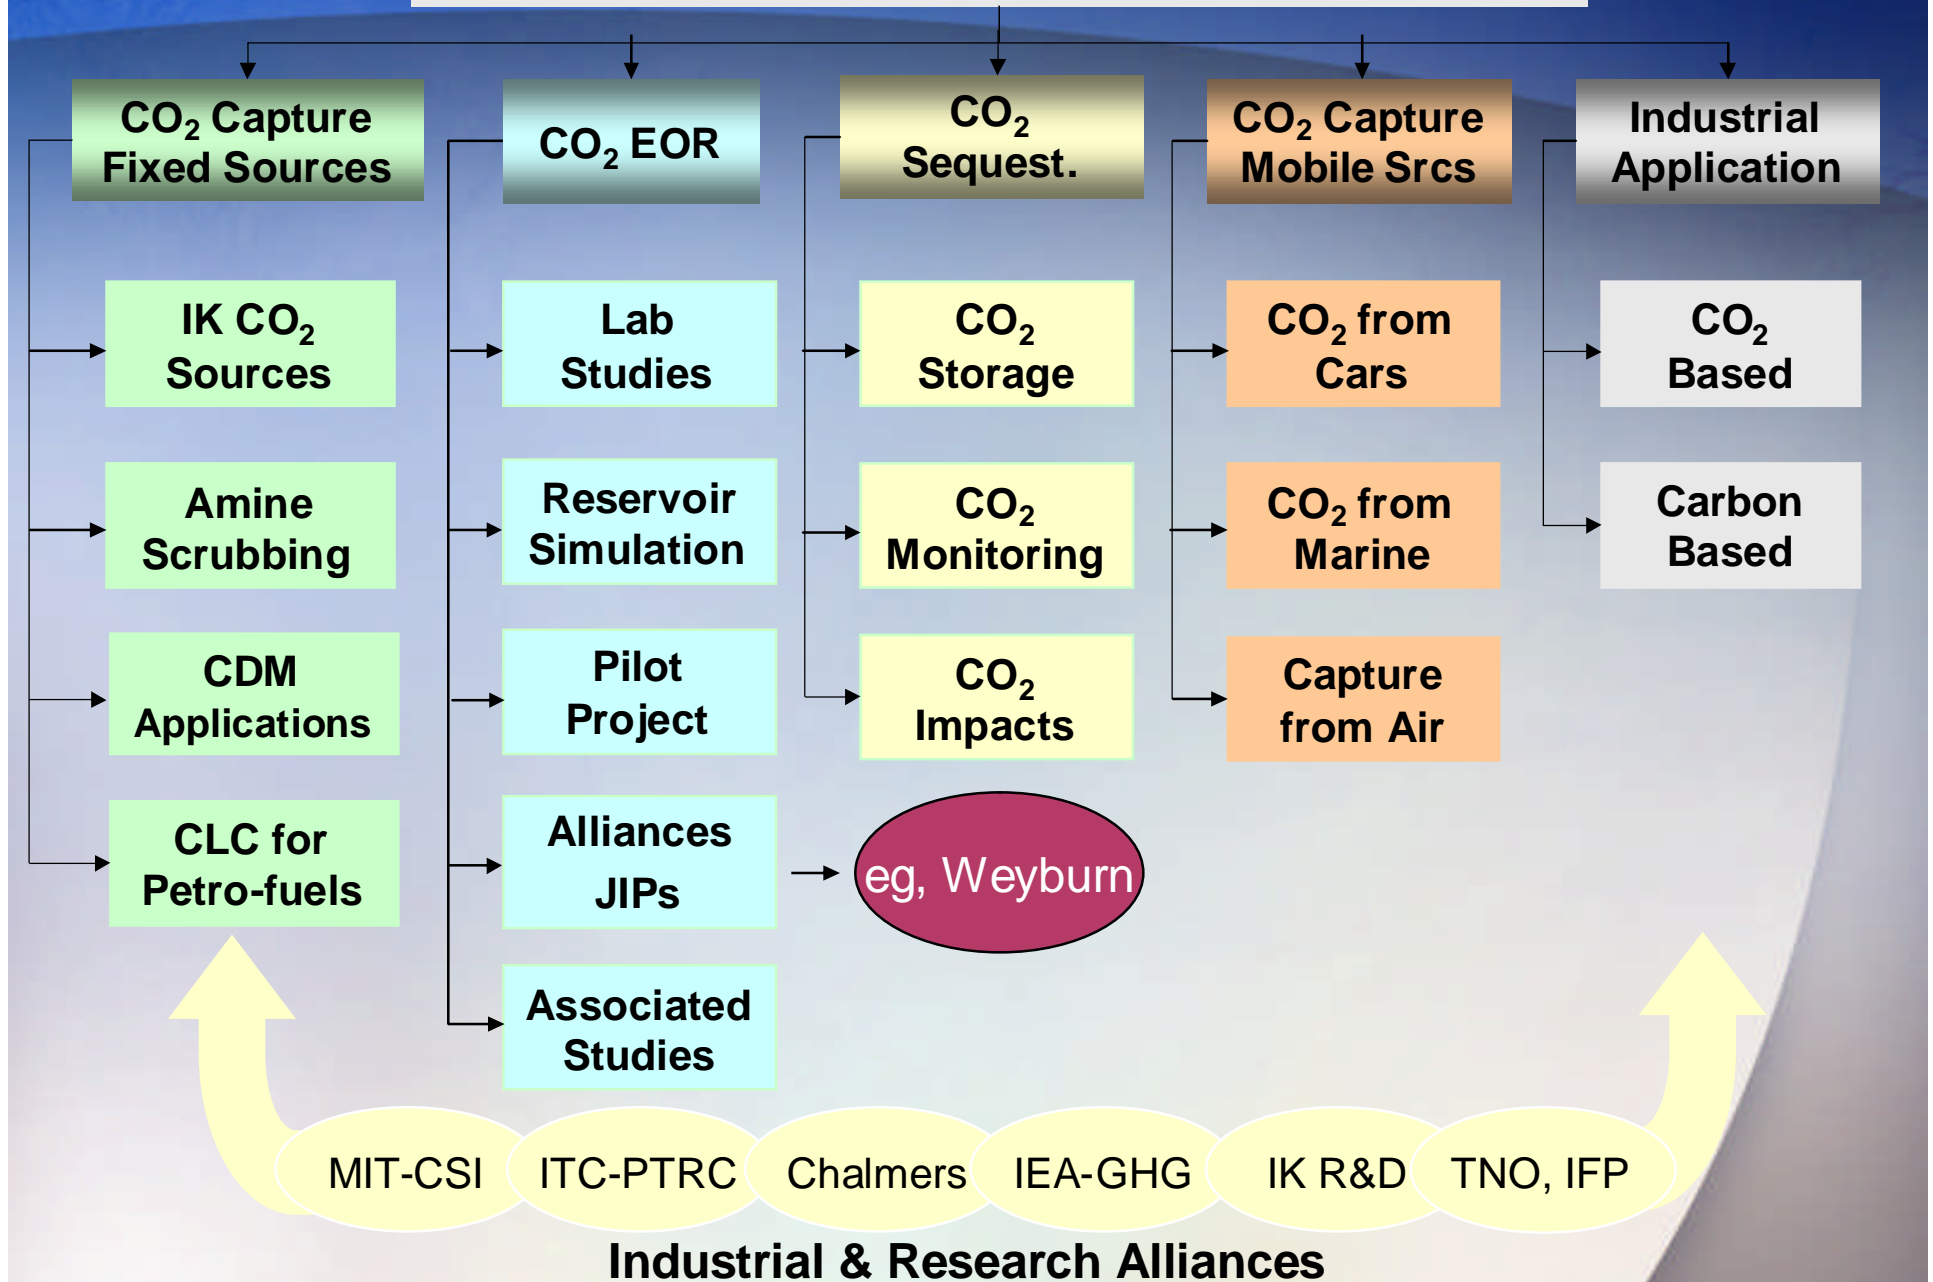 CO₂ Capture
Fixed Sources
CO₂ EOR
CO₂
Sequest.
CO₂ Capture
Mobile Srcs
Industrial
Application
IK CO₂
Sources
Amine
Scrubbing
CDM
Applications
CLC for
Petro-fuels
Lab
Studies
Reservoir
Simulation
Pilot
Project
Alliances
JIPs
Associated
Studies
CO₂
Storage
CO₂
Monitoring
CO₂
Impacts
eg, Weyburn
CO₂ from
Cars
CO₂ from
Marine
Capture
from Air
CO₂
Based
Carbon
Based
MIT-CSI
ITC-PTRC
Chalmers
IEA-GHG
IK R&D
TNO, IFP
Industrial & Research Alliances